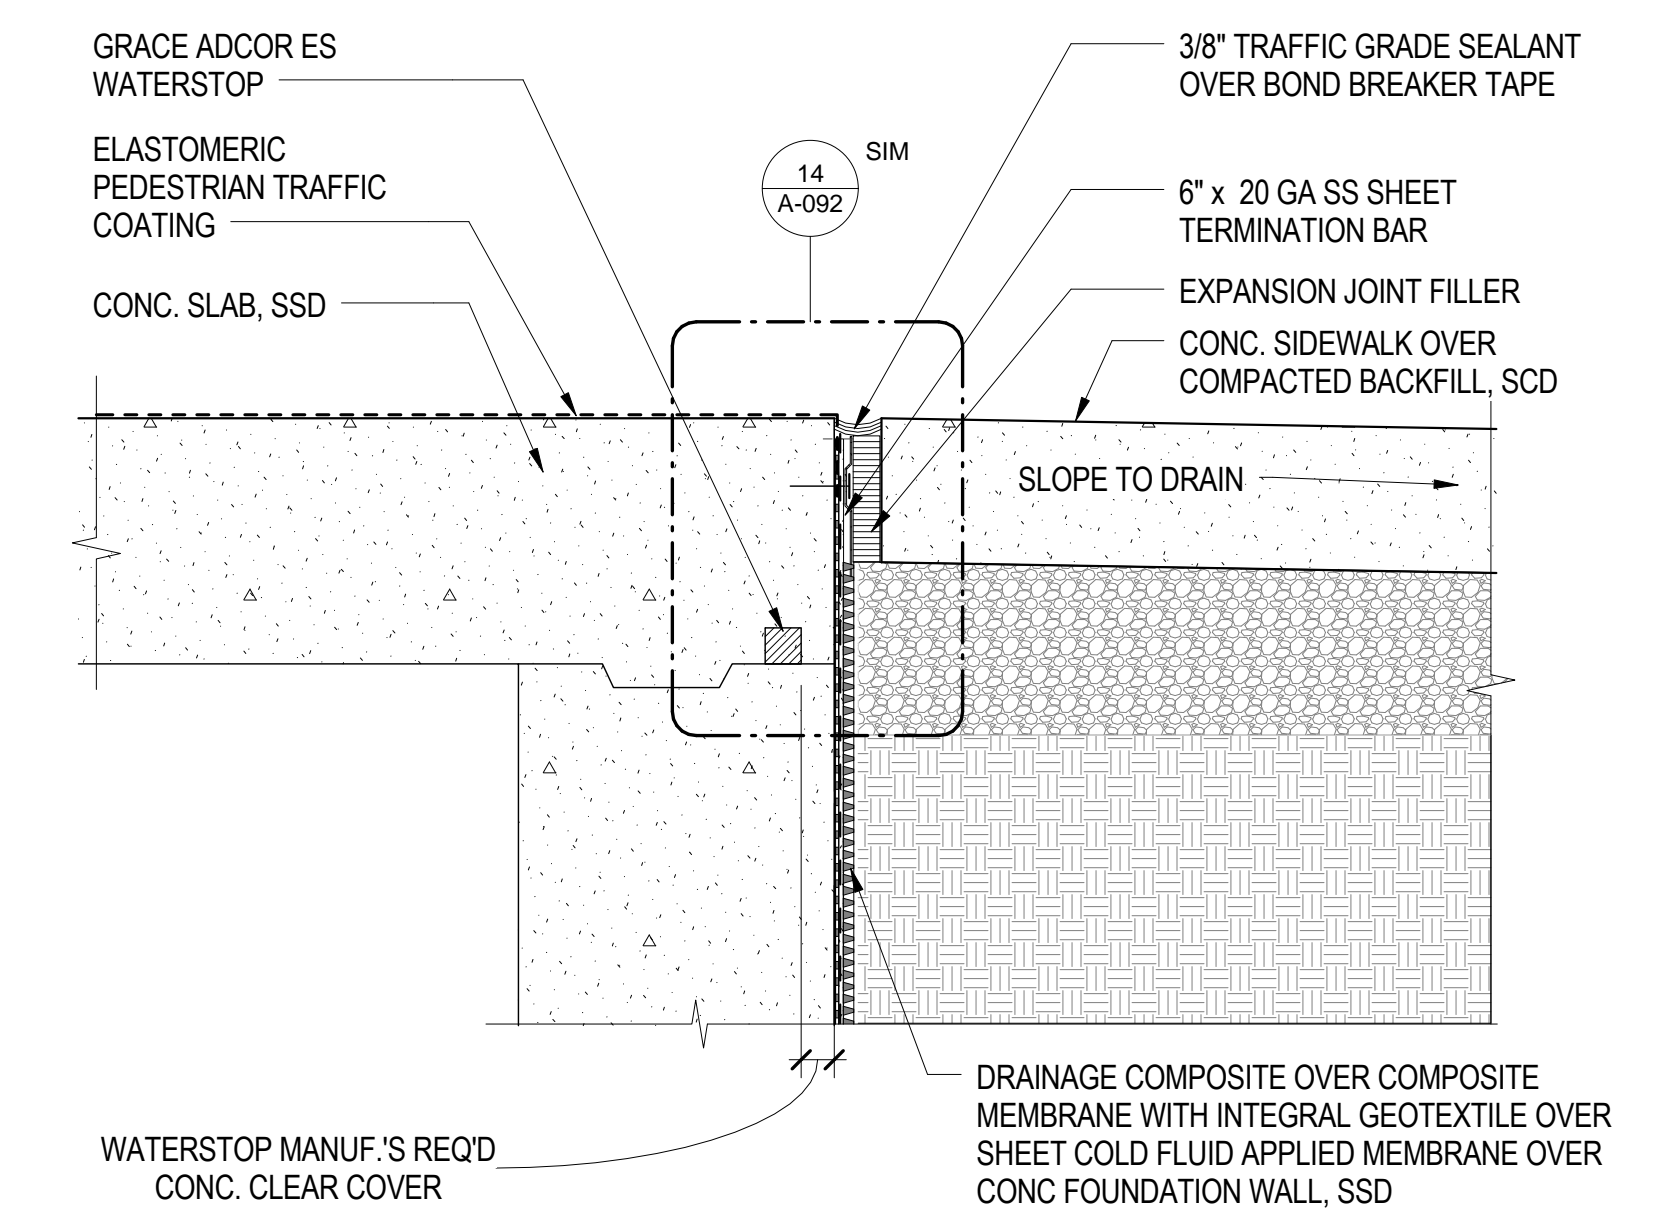 GRACE ADCOR ES
WATERSTOP
ELASTOMERIC
PEDESTRIAN TRAFFIC
COATING
CONC. SLAB, SSD
14
A-092
SIM
3/8" TRAFFIC GRADE SEALANT
OVER BOND BREAKER TAPE
6" x 20 GA SS SHEET
TERMINATION BAR
EXPANSION JOINT FILLER
CONC. SIDEWALK OVER
COMPACTED BACKFILL, SCD
SLOPE TO DRAIN
WATERSTOP MANUF.'S REQ'D
CONC. CLEAR COVER
DRAINAGE COMPOSITE OVER COMPOSITE
MEMBRANE WITH INTEGRAL GEOTEXTILE OVER
SHEET COLD FLUID APPLIED MEMBRANE OVER
CONC FOUNDATION WALL, SSD